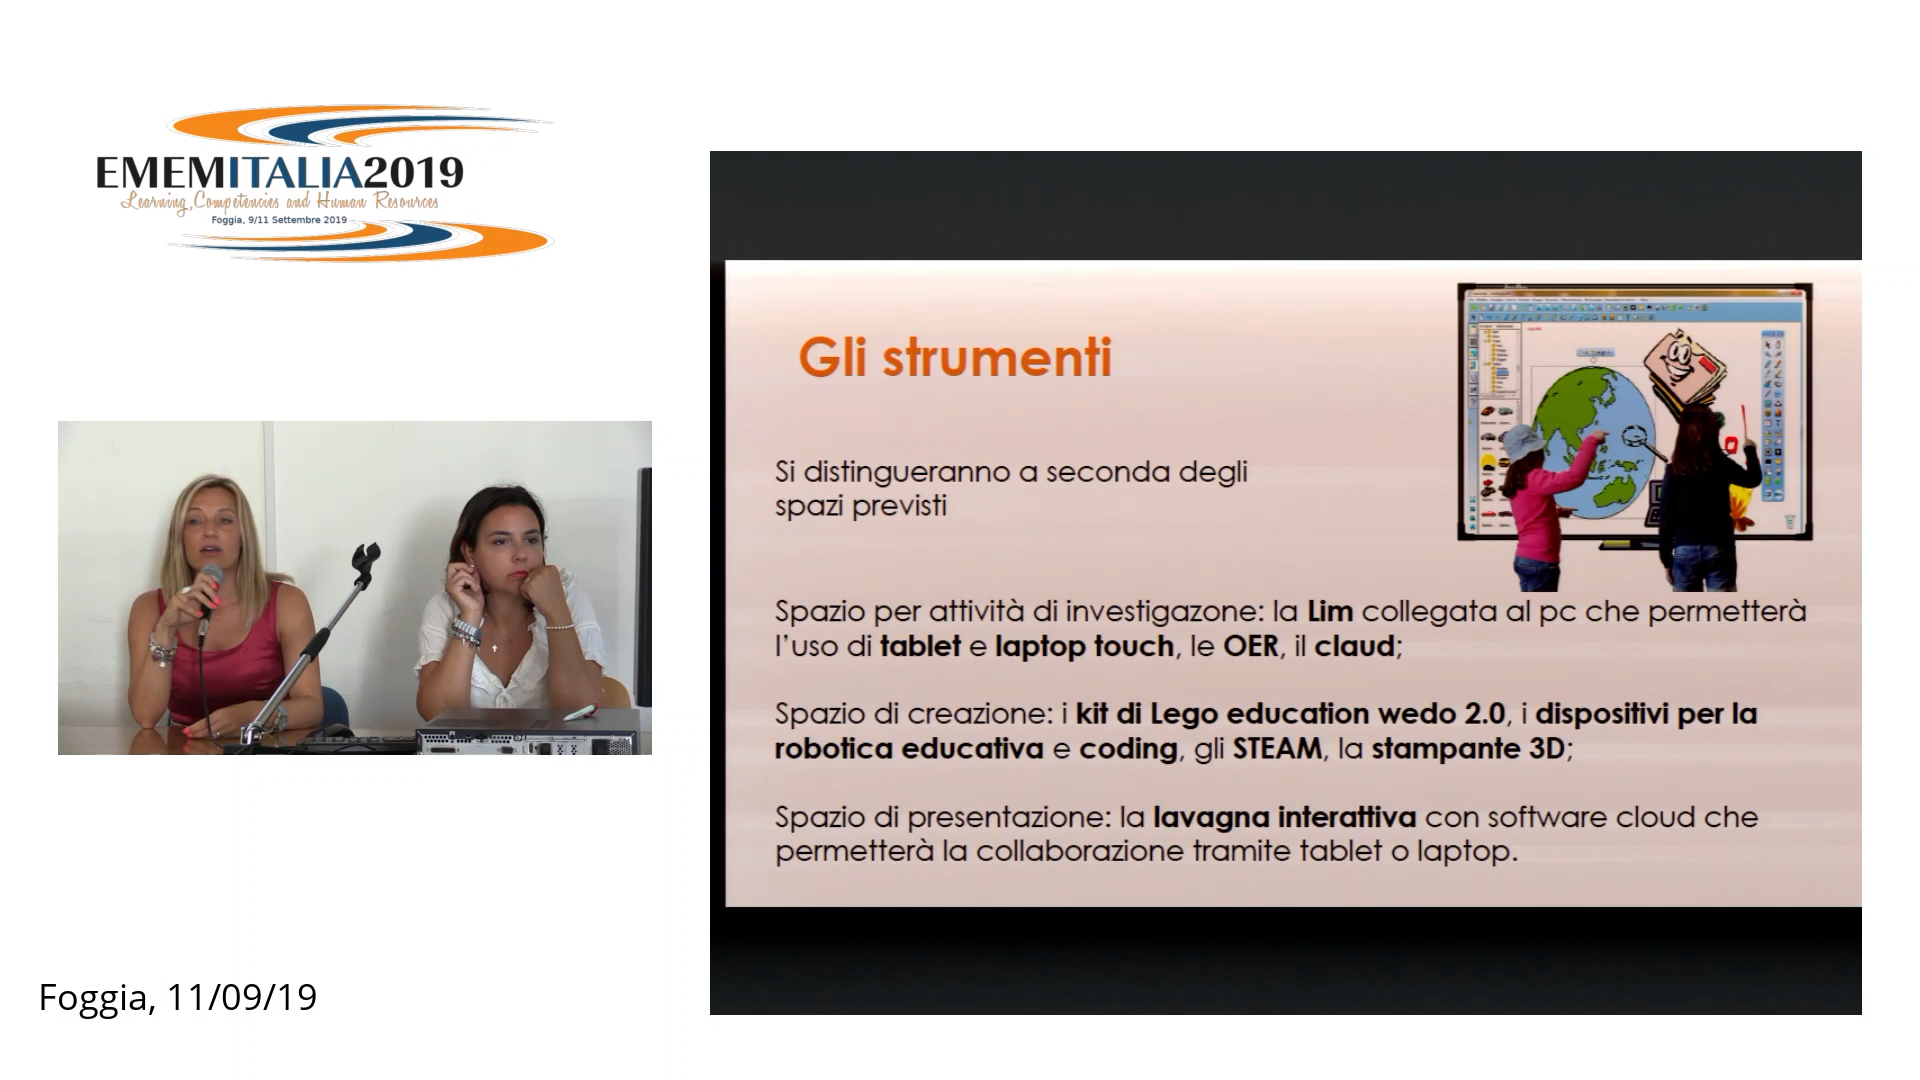 EMEMITALIA2019
Learning, Competencies and Human Resources
Foggia, 9/11 Settembre 2019
Gli strumenti
Si distingueranno a seconda degli
spazi previsti
Spazio per attività di investigazone: la Lim collegata al pc che permetterà
l’uso di tablet e laptop touch, le OER, il claud;
Spazio di creazione: i kit di Lego education wedo 2.0, i dispositivi per la
robotica educativa e coding, gli STEAM, la stampante 3D;
Spazio di presentazione: la lavagna interattiva con software cloud che
permetterà la collaborazione tramite tablet o laptop.
Foggia, 11/09/19